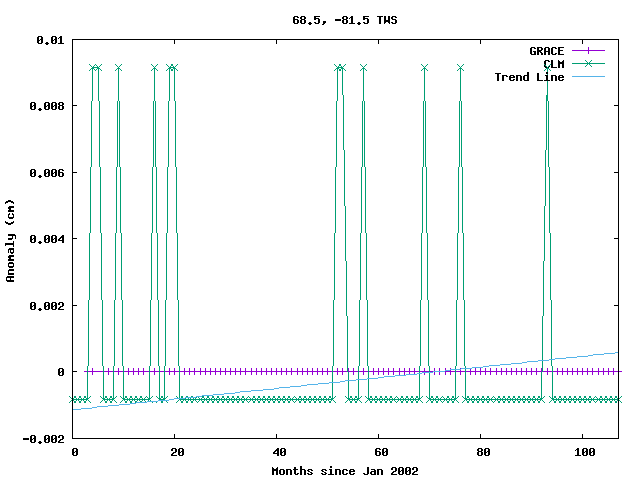 68.5, -81.5 TWS
GRACE
CLM
Trend Line
0.01
0.008
0.006
0.004
0.002
0
-0.002
Anomaly (cm)
0 20 40 60 80 100
Months since Jan 2002